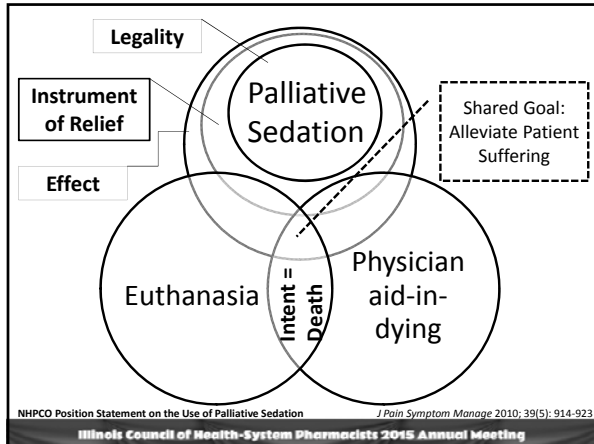 Legality
Instrument
of Relief
Effect
Palliative
Sedation
Shared Goal:
Alleviate Patient
Suffering
Euthanasia
Intent =
Death
Physician
aid-in-
dying
NHPCO Position Statement on the Use of Palliative Sedation
J Pain Symptom Manage 2010; 39(5): 914-923
Illinois Council of Health-System Pharmacists 2015 Annual Meeting